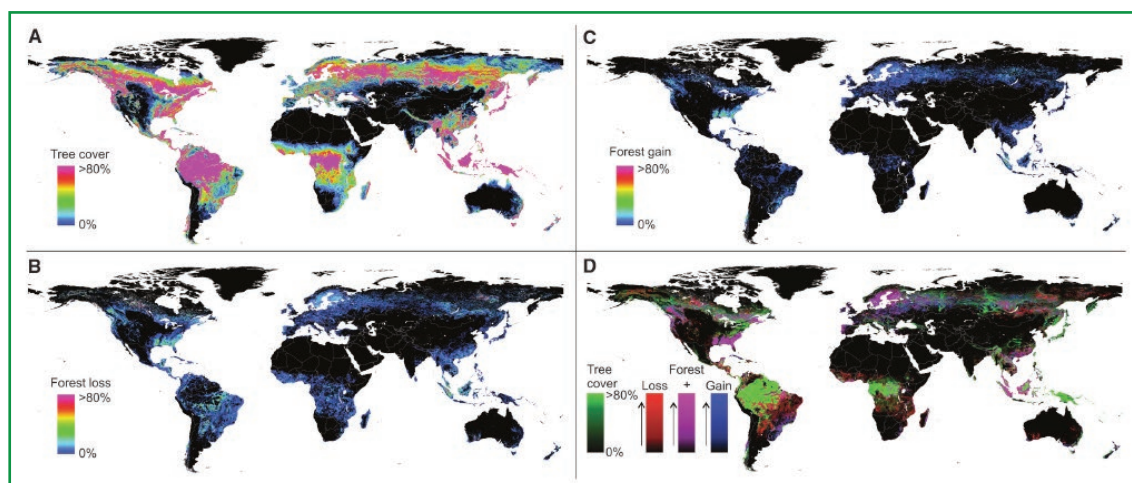 A
Tree cover
>80%
0%
B
Forest loss
>80%
0%
C
Forest gain
>80%
0%
D
Tree
cover
>80%
0%
Forest
Loss + Gain